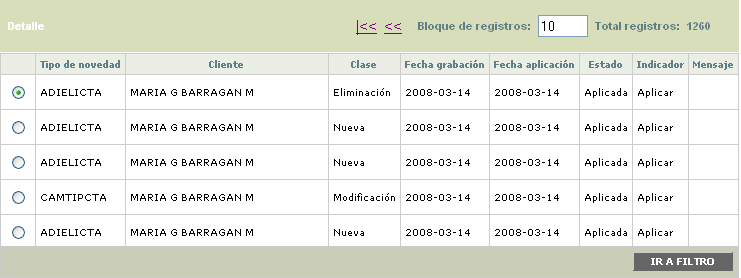 Detalle |<< << Bloque de registros: 10 Total registros: 1260
Tipo de novedad Cliente Clase Fecha grabación Fecha aplicación Estado Indicador Mensaje
ADIELICTA MARIA G BARRAGAN M Eliminación 2008-03-14 2008-03-14 Aplicada Aplicar
ADIELICTA MARIA G BARRAGAN M Nueva 2008-03-14 2008-03-14 Aplicada Aplicar
ADIELICTA MARIA G BARRAGAN M Nueva 2008-03-14 2008-03-14 Aplicada Aplicar
CAMTIPCTA MARIA G BARRAGAN M Modificación 2008-03-14 2008-03-14 Aplicada Aplicar
ADIELICTA MARIA G BARRAGAN M Nueva 2008-03-14 2008-03-14 Aplicada Aplicar
IR A FILTRO